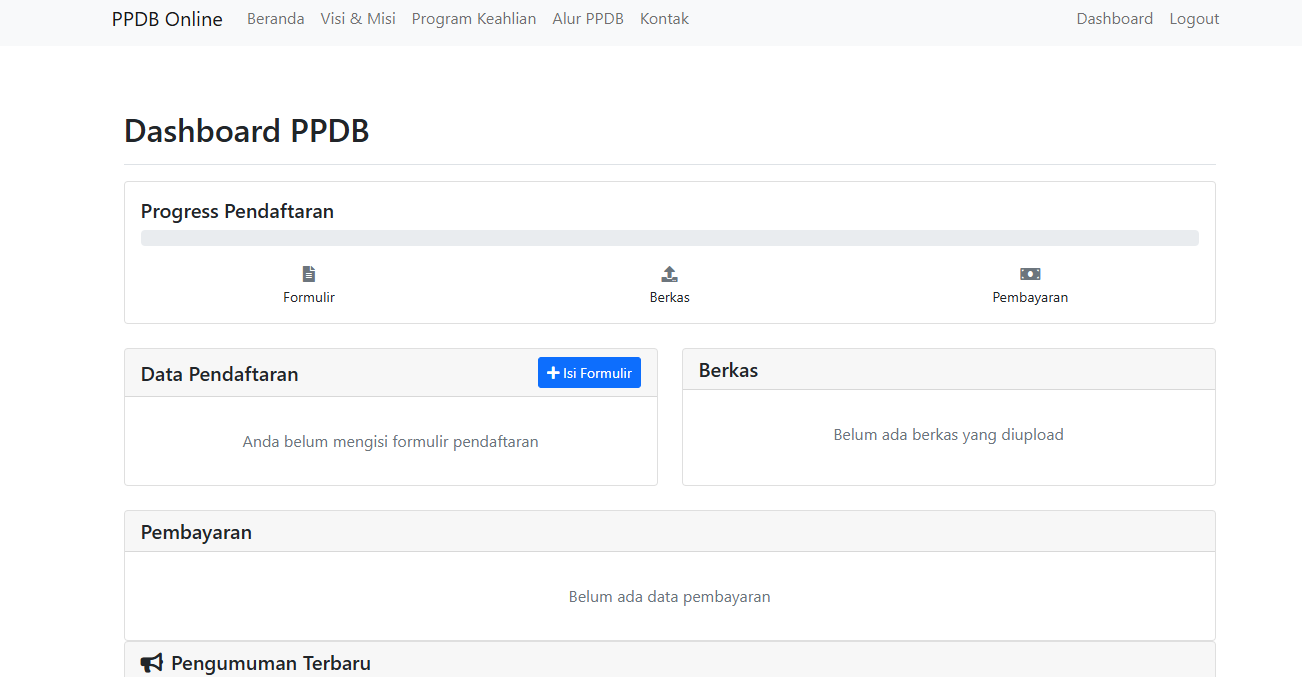 PPDB Online Beranda Visi & Misi Program Keahlian Alur PPDB Kontak Dashboard Logout
Dashboard PPDB
Progress Pendaftaran
Formulir Berkas Pembayaran
Data Pendaftaran Isi Formulir
Anda belum mengisi formulir pendaftaran
Berkas
Belum ada berkas yang diupload
Pembayaran
Belum ada data pembayaran
Pengumuman Terbaru